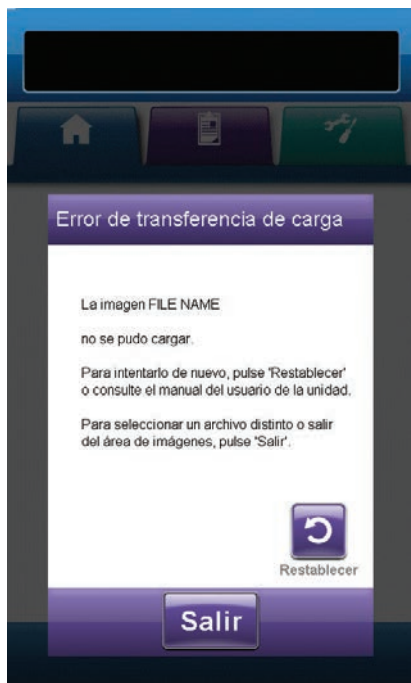 Error de transferencia de carga
La imagen FILE NAME
no se pudo cargar.
Para intentarlo de nuevo, pulse 'Restablecer'
o consulte el manual del usuario de la unidad.
Para seleccionar un archivo distinto o salir
del área de imágenes, pulse 'Salir'.
Restablecer
Salir